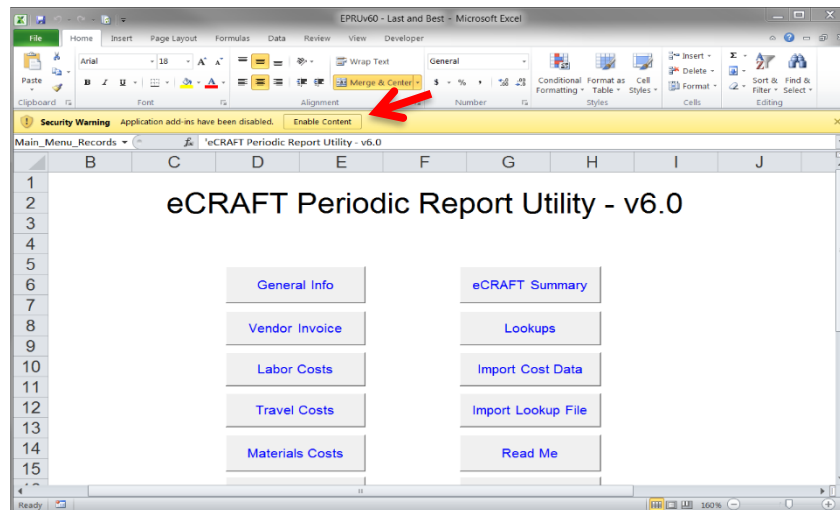 EPRUv60 - Last and Best - Microsoft Excel
File Home Insert Page Layout Formulas Data Review View Developer
Paste
Arial 18 A A
B I U A
Wrap Text
Merge & Center
General
$ % ,
Conditional Formatting
Format as Table
Cell Styles
Insert
Delete
Format
Σ
Sort & Filter
Find & Select
Clipboard Font Alignment Number Styles Cells Editing
Security Warning Application add-ins have been disabled. Enable Content
Main_Menu_Records fx 'eCRAFT Periodic Report Utility - v6.0
B C D E F G H I J
1
2
3
4
5
6
7
8
9
10
11
12
13
14
15
eCRAFT Periodic Report Utility - v6.0
General Info eCRAFT Summary
Vendor Invoice Lookups
Labor Costs Import Cost Data
Travel Costs Import Lookup File
Materials Costs Read Me
Ready 160%